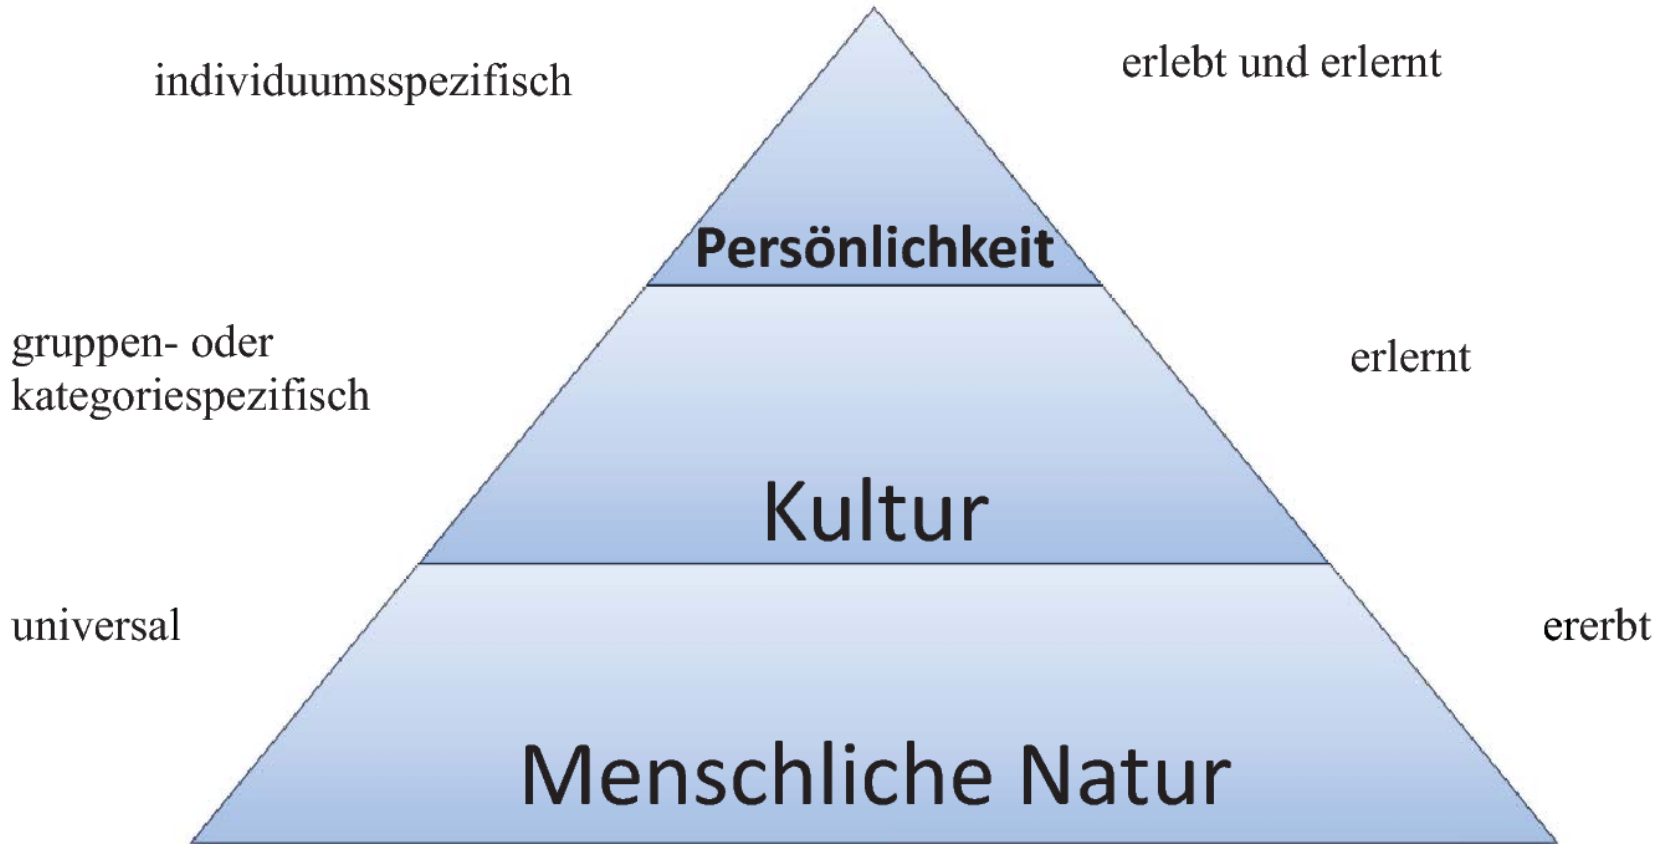 individuumsspezifisch
erlebt und erlernt
Persönlichkeit
gruppen- oder
kategoriespezifisch
erlernt
Kultur
universal
ererbt
Menschliche Natur